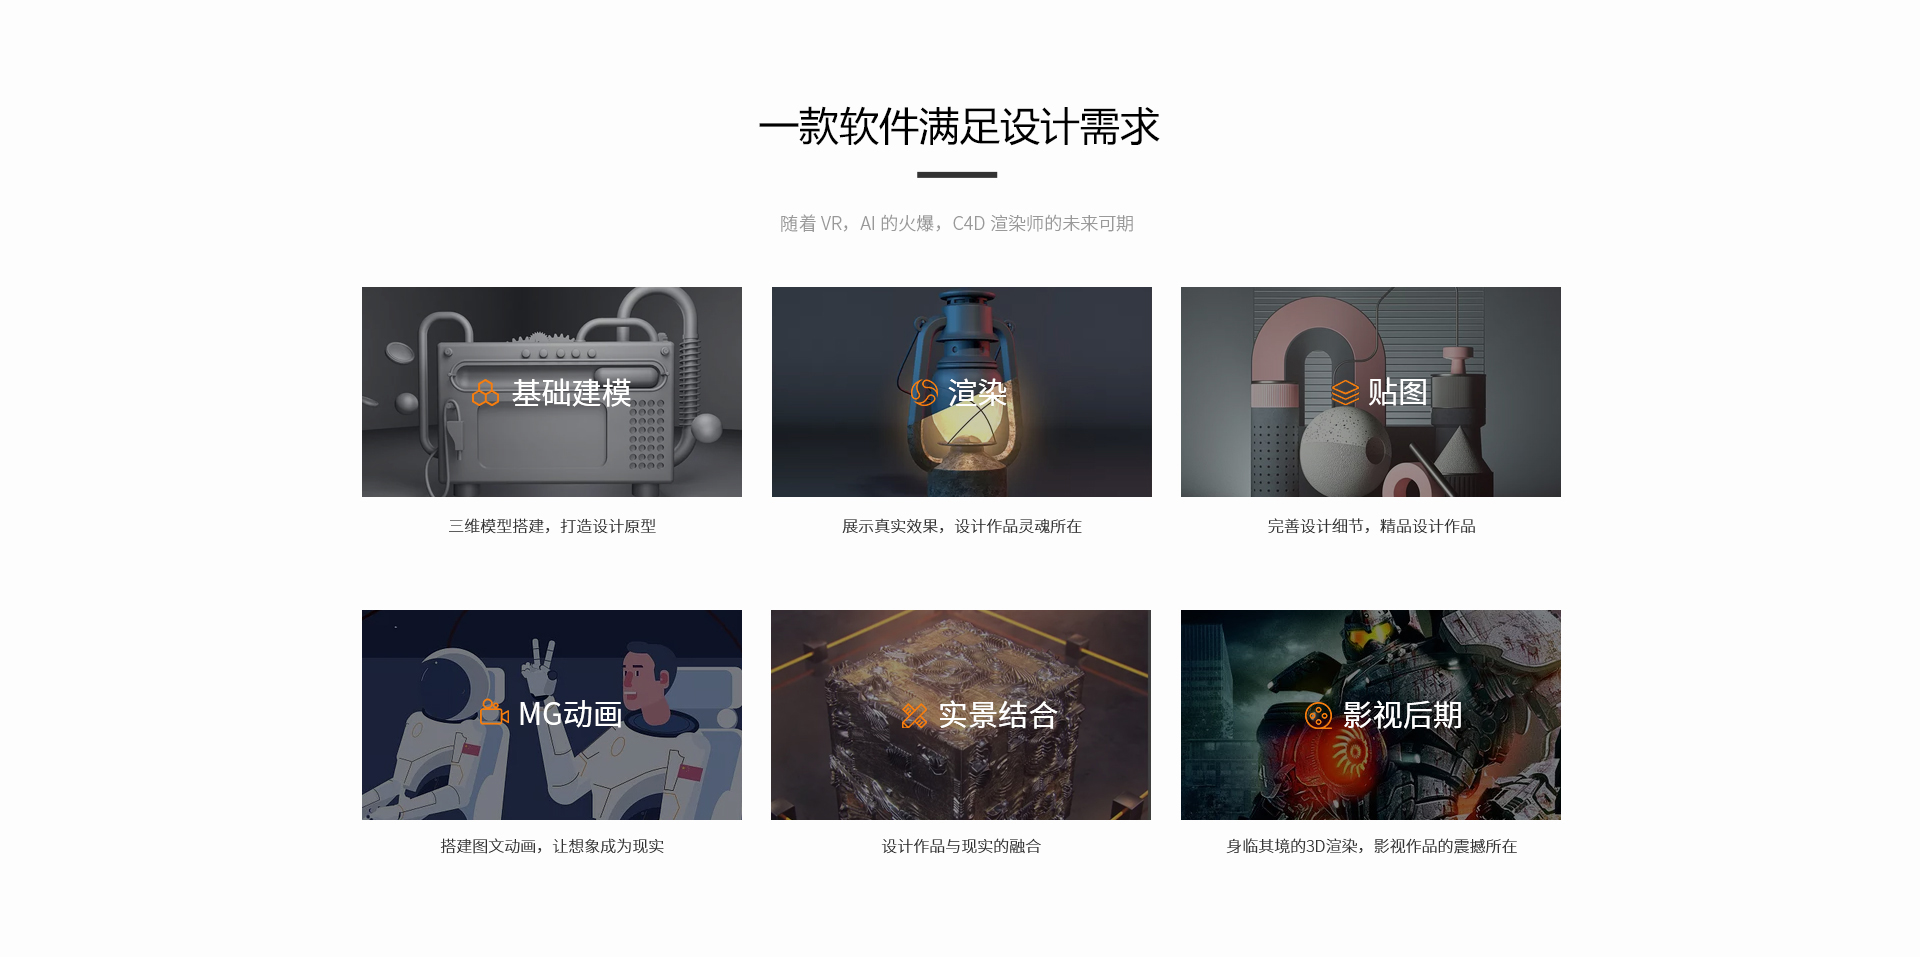 一款软件满足设计需求
随着 VR，AI 的火爆，C4D 渲染师的未来可期
基础建模
渲染
贴图
三维模型搭建，打造设计原型
展示真实效果，设计作品灵魂所在
完善设计细节，精品设计作品
MG动画
实景结合
影视后期
搭建图文动画，让想象成为现实
设计作品与现实的融合
身临其境的3D渲染，影视作品的震撼所在